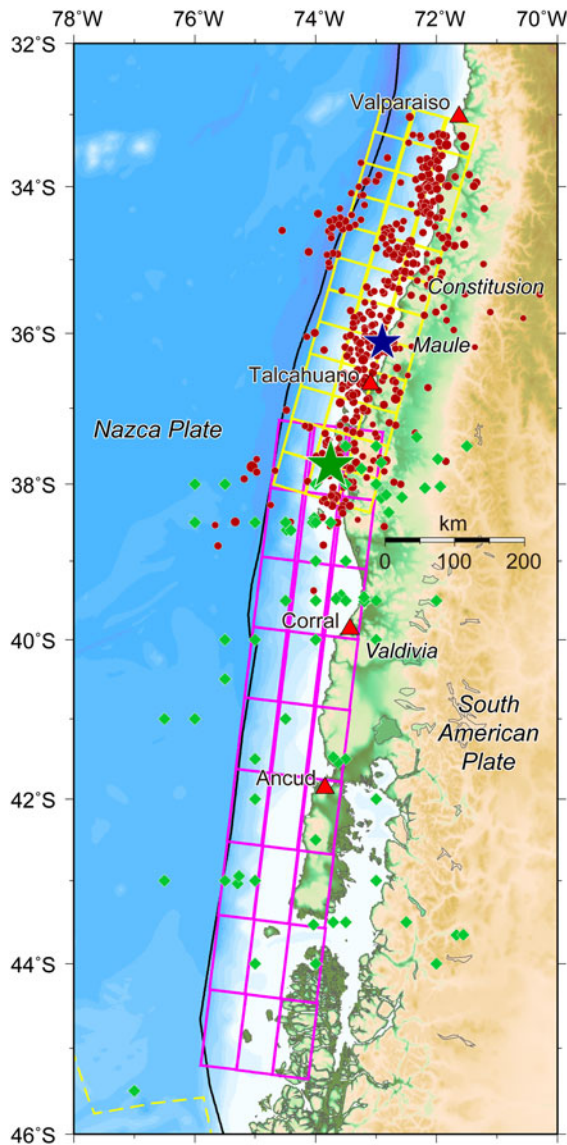 78°W 76°W 74°W 72°W 70°W
32°S
Valparaiso
34°S
Constitusion
36°S
Maule
Talcahuano
Nazca Plate
38°S
km
0 100 200
40°S
Corral
Valdivia
South
American
Plate
Ancud
42°S
44°S
46°S